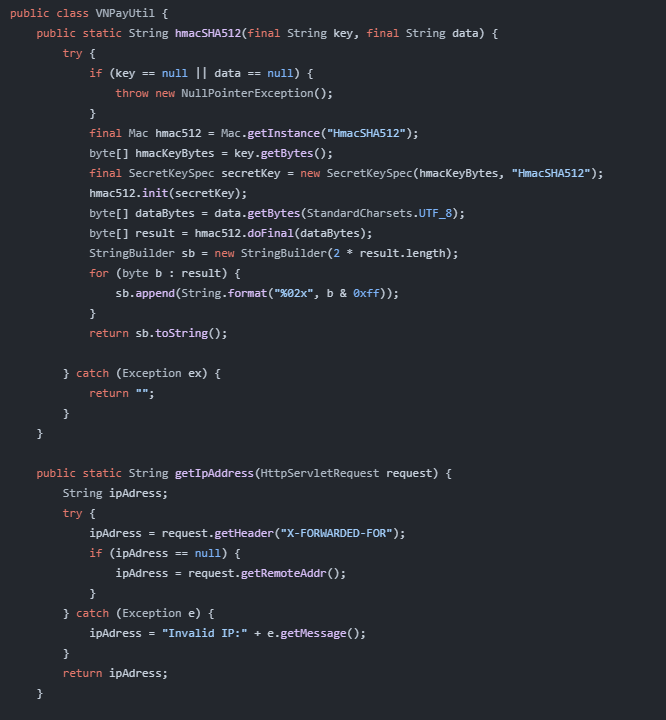 public class VNPayUtil {
    public static String hmacSHA512(final String key, final String data) {
        try {
            if (key == null || data == null) {
                throw new NullPointerException();
            }
            final Mac hmac512 = Mac.getInstance("HmacSHA512");
            byte[] hmacKeyBytes = key.getBytes();
            final SecretKeySpec secretKey = new SecretKeySpec(hmacKeyBytes, "HmacSHA512");
            hmac512.init(secretKey);
            byte[] dataBytes = data.getBytes(StandardCharsets.UTF_8);
            byte[] result = hmac512.doFinal(dataBytes);
            StringBuilder sb = new StringBuilder(2 * result.length);
            for (byte b : result) {
                sb.append(String.format("%02x", b & 0xff));
            }
            return sb.toString();

        } catch (Exception ex) {
            return "";
        }
    }

    public static String getIpAddress(HttpServletRequest request) {
        String ipAdress;
        try {
            ipAdress = request.getHeader("X-FORWARDED-FOR");
            if (ipAdress == null) {
                ipAdress = request.getRemoteAddr();
            }
        } catch (Exception e) {
            ipAdress = "Invalid IP:" + e.getMessage();
        }
        return ipAdress;
    }